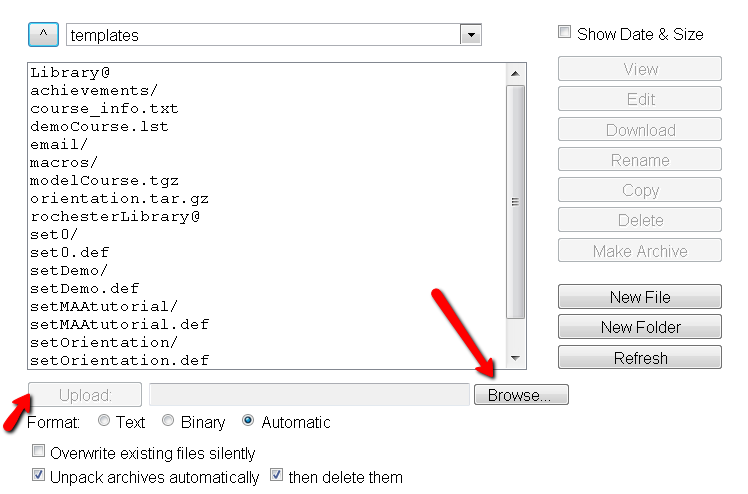 ^ templates
Show Date & Size
Library@
achievements/
course_info.txt
demoCourse.lst
email/
macros/
modelCourse.tgz
orientation.tar.gz
rochesterLibrary@
set0/
set0.def
setDemo/
setDemo.def
setMAAtutorial/
setMAAtutorial.def
setOrientation/
setOrientation.def
View
Edit
Download
Rename
Copy
Delete
Make Archive
New File
New Folder
Refresh
Upload:
Browse...
Format: Text Binary Automatic
Overwrite existing files silently
Unpack archives automatically then delete them